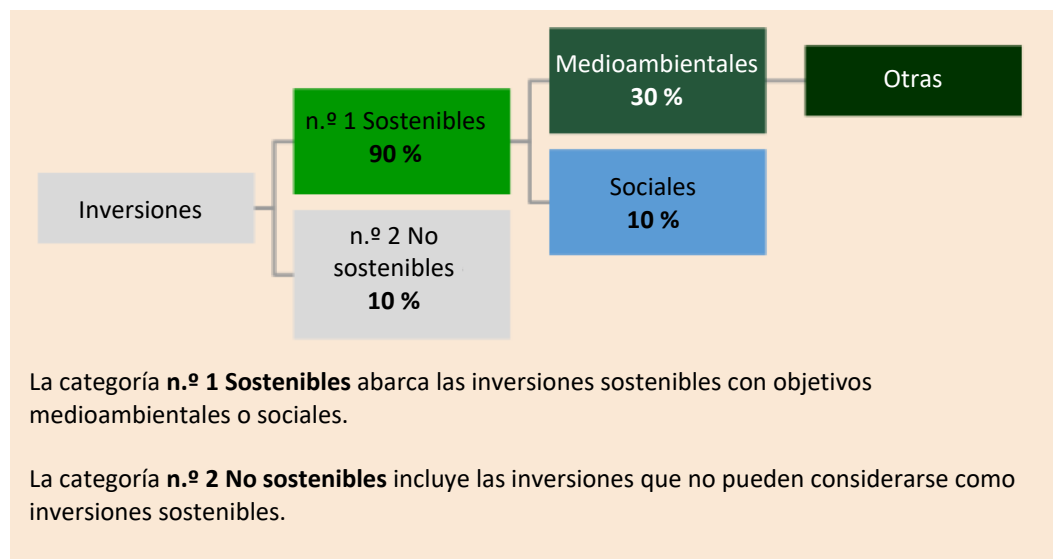 Medioambientales
30 %
Otras
n.º 1 Sostenibles
90 %
Sociales
10 %
Inversiones
n.º 2 No
sostenibles
10 %
La categoría n.º 1 Sostenibles abarca las inversiones sostenibles con objetivos
medioambientales o sociales.
La categoría n.º 2 No sostenibles incluye las inversiones que no pueden considerarse como
inversiones sostenibles.